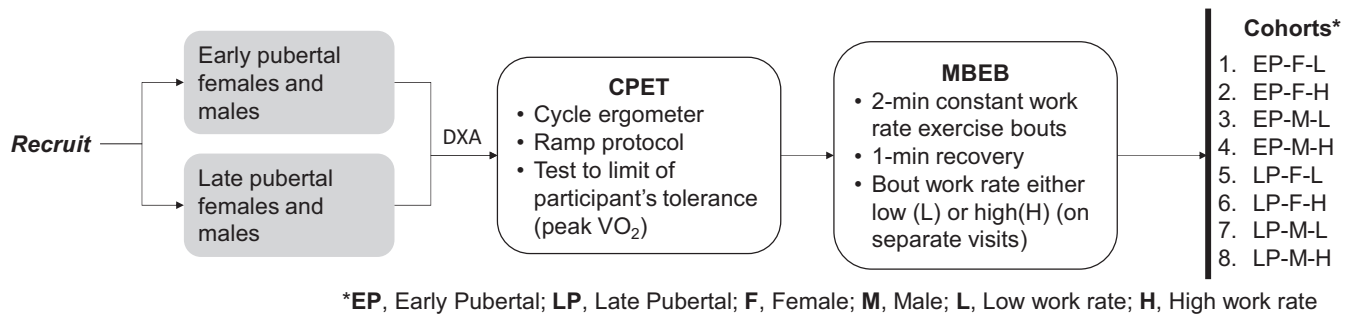 Recruit
Early pubertal
females and
males
Late pubertal
females and
males
DXA
CPET
• Cycle ergometer
• Ramp protocol
• Test to limit of
participant's tolerance
(peak VO₂)
MBEB
• 2-min constant work
rate exercise bouts
• 1-min recovery
• Bout work rate either
low (L) or high(H) (on
separate visits)
Cohorts*
1. EP-F-L
2. EP-F-H
3. EP-M-L
4. EP-M-H
5. LP-F-L
6. LP-F-H
7. LP-M-L
8. LP-M-H
*EP, Early Pubertal; LP, Late Pubertal; F, Female; M, Male; L, Low work rate; H, High work rate